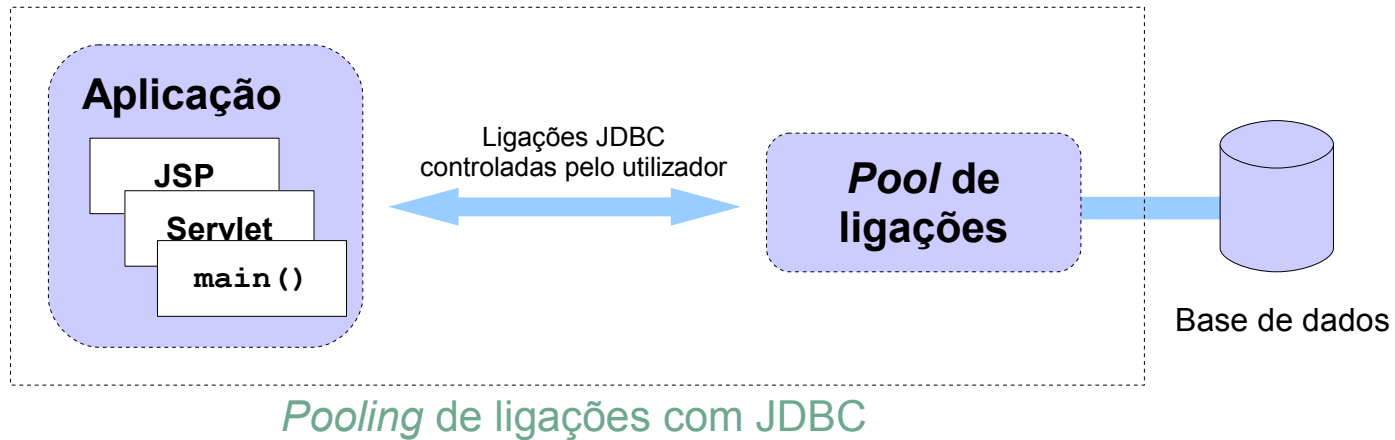 Aplicação
JSP
Servlet
main()
Ligações JDBC
controladas pelo utilizador
Pool de
ligações
Base de dados
Pooling de ligações com JDBC